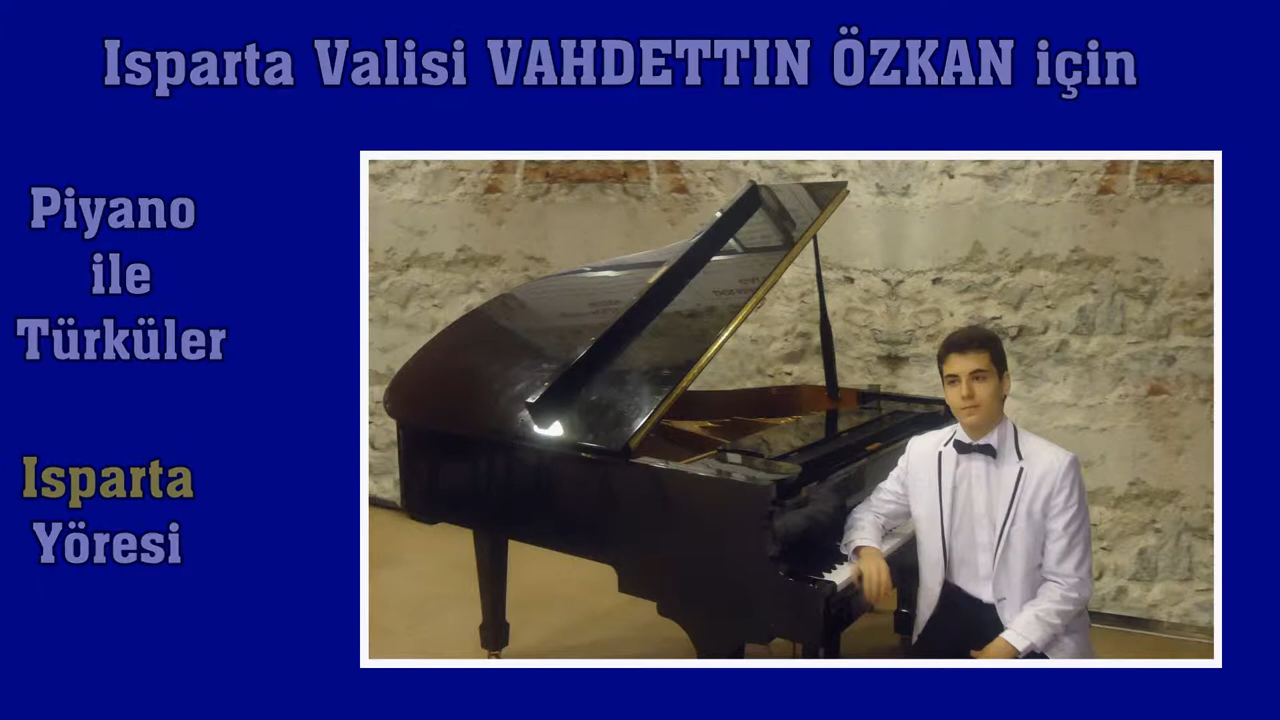 Isparta Valisi VAHDETTIN ÖZKAN için
Piyano
ile
Türküler
Isparta
Yöresi